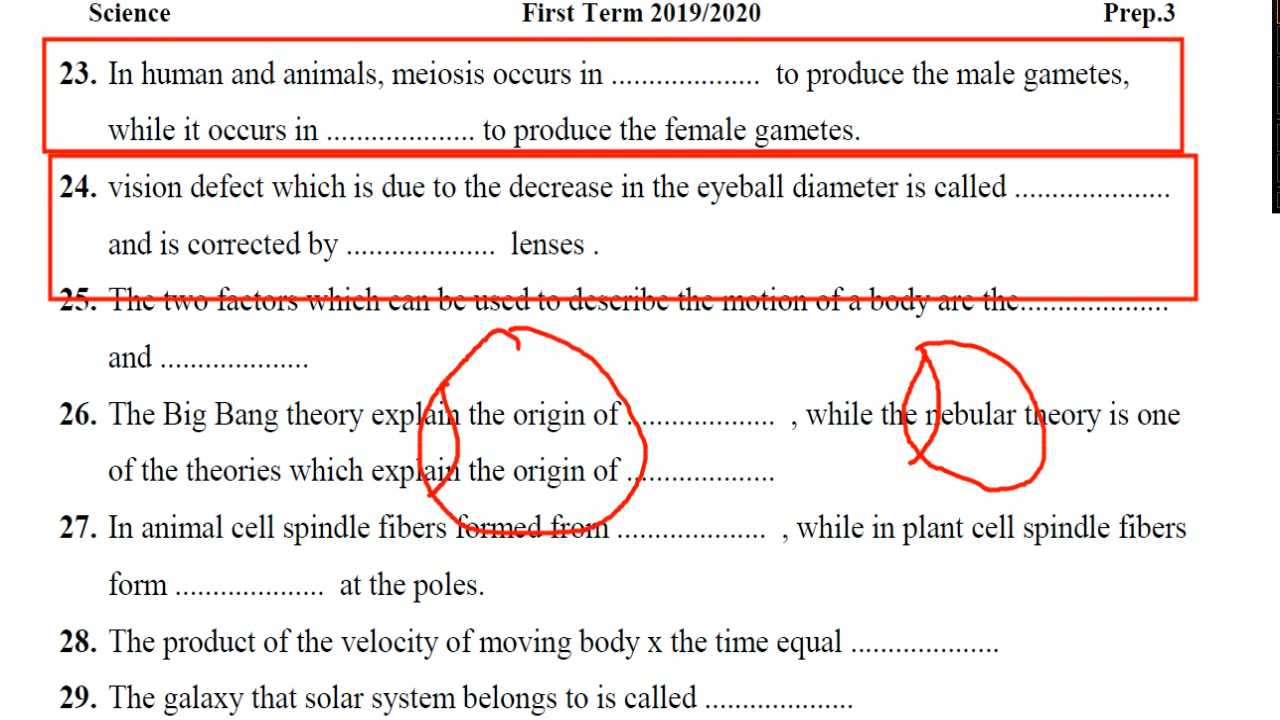 Science First Term 2019/2020 Prep.3
23. In human and animals, meiosis occurs in .................... to produce the male gametes,
while it occurs in .................... to produce the female gametes.
24. vision defect which is due to the decrease in the eyeball diameter is called .....................
and is corrected by .................... lenses .
25. The two factors which can be used to describe the motion of a body are the....................
and ....................
26. The Big Bang theory explain the origin of .................... , while the nebular theory is one
of the theories which explain the origin of ....................
27. In animal cell spindle fibers formed from .................... , while in plant cell spindle fibers
form .................... at the poles.
28. The product of the velocity of moving body x the time equal ....................
29. The galaxy that solar system belongs to is called ....................